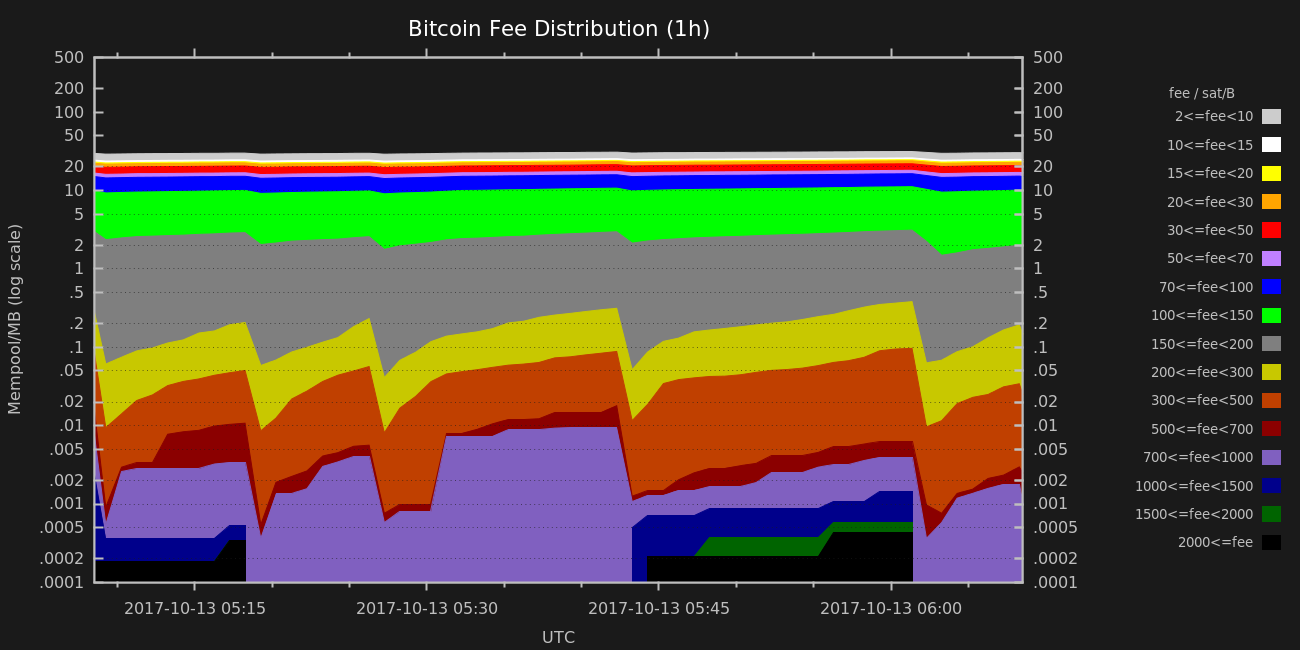 Bitcoin Fee Distribution (1h)
Mempool/MB (log scale)
500
200
100
50
20
10
5
2
1
.5
.2
.1
.05
.02
.01
.005
.002
.001
.0005
.0002
.0001
500
200
100
50
20
10
5
2
1
.5
.2
.1
.05
.02
.01
.005
.002
.001
.0005
.0002
.0001
2017-10-13 05:15
2017-10-13 05:30
2017-10-13 05:45
2017-10-13 06:00
UTC
fee / sat/B
2<=fee<10
10<=fee<15
15<=fee<20
20<=fee<30
30<=fee<50
50<=fee<70
70<=fee<100
100<=fee<150
150<=fee<200
200<=fee<300
300<=fee<500
500<=fee<700
700<=fee<1000
1000<=fee<1500
1500<=fee<2000
2000<=fee